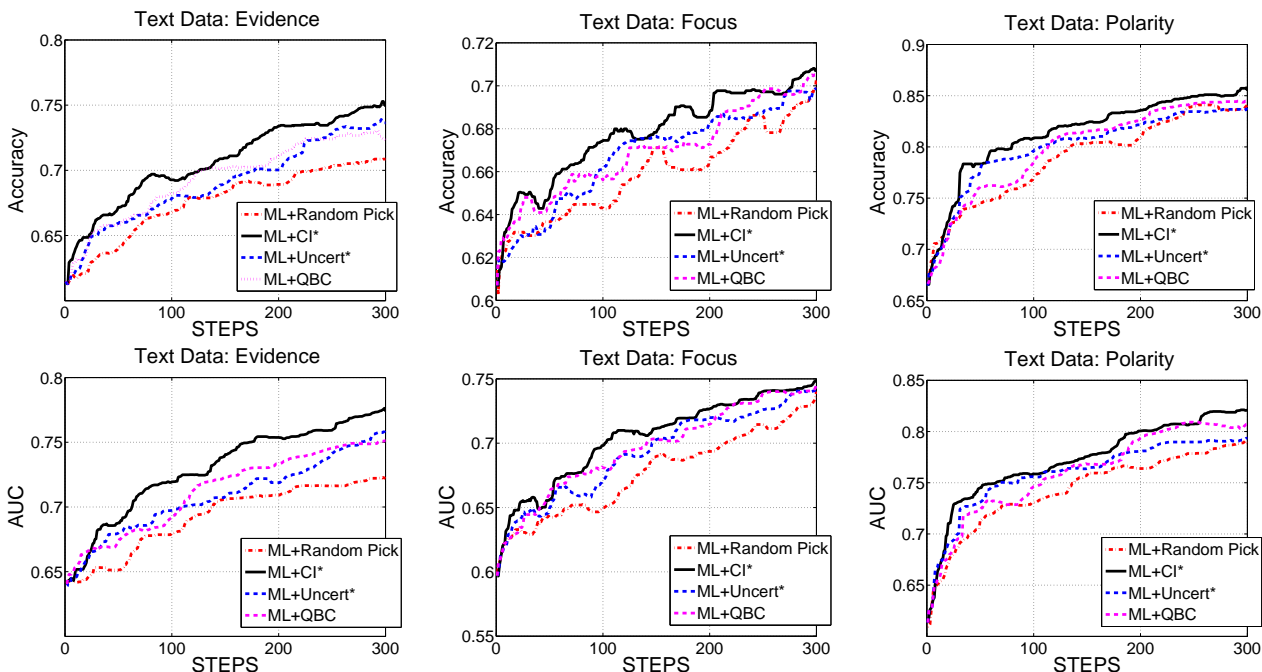 Text Data: Evidence
0.8
0.75
0.7
0.65
Accuracy
ML+Random Pick
ML+CI*
ML+Uncert*
ML+QBC
0 100 200 300
STEPS
Text Data: Focus
0.72
0.7
0.68
0.66
0.64
0.62
0.6
Accuracy
ML+Random Pick
ML+CI*
ML+Uncert*
ML+QBC
0 100 200 300
STEPS
Text Data: Polarity
0.9
0.85
0.8
0.75
0.7
0.65
Accuracy
ML+Random Pick
ML+CI*
ML+Uncert*
ML+QBC
0 100 200 300
STEPS
Text Data: Evidence
0.8
0.75
0.7
0.65
AUC
ML+Random Pick
ML+CI*
ML+Uncert*
ML+QBC
0 100 200 300
STEPS
Text Data: Focus
0.75
0.7
0.65
0.6
0.55
AUC
ML+Random Pick
ML+CI*
ML+Uncert*
ML+QBC
0 100 200 300
STEPS
Text Data: Polarity
0.85
0.8
0.75
0.7
0.65
AUC
ML+Random Pick
ML+CI*
ML+Uncert*
ML+QBC
0 100 200 300
STEPS